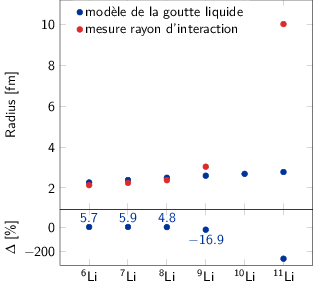 modèle de la goutte liquide
mesure rayon d'interaction
Radius [fm]
10
8
6
4
2
Δ [%]
0
−200
5.7 5.9 4.8
−16.9
⁶Li ⁷Li ⁸Li ⁹Li ¹⁰Li ¹¹Li